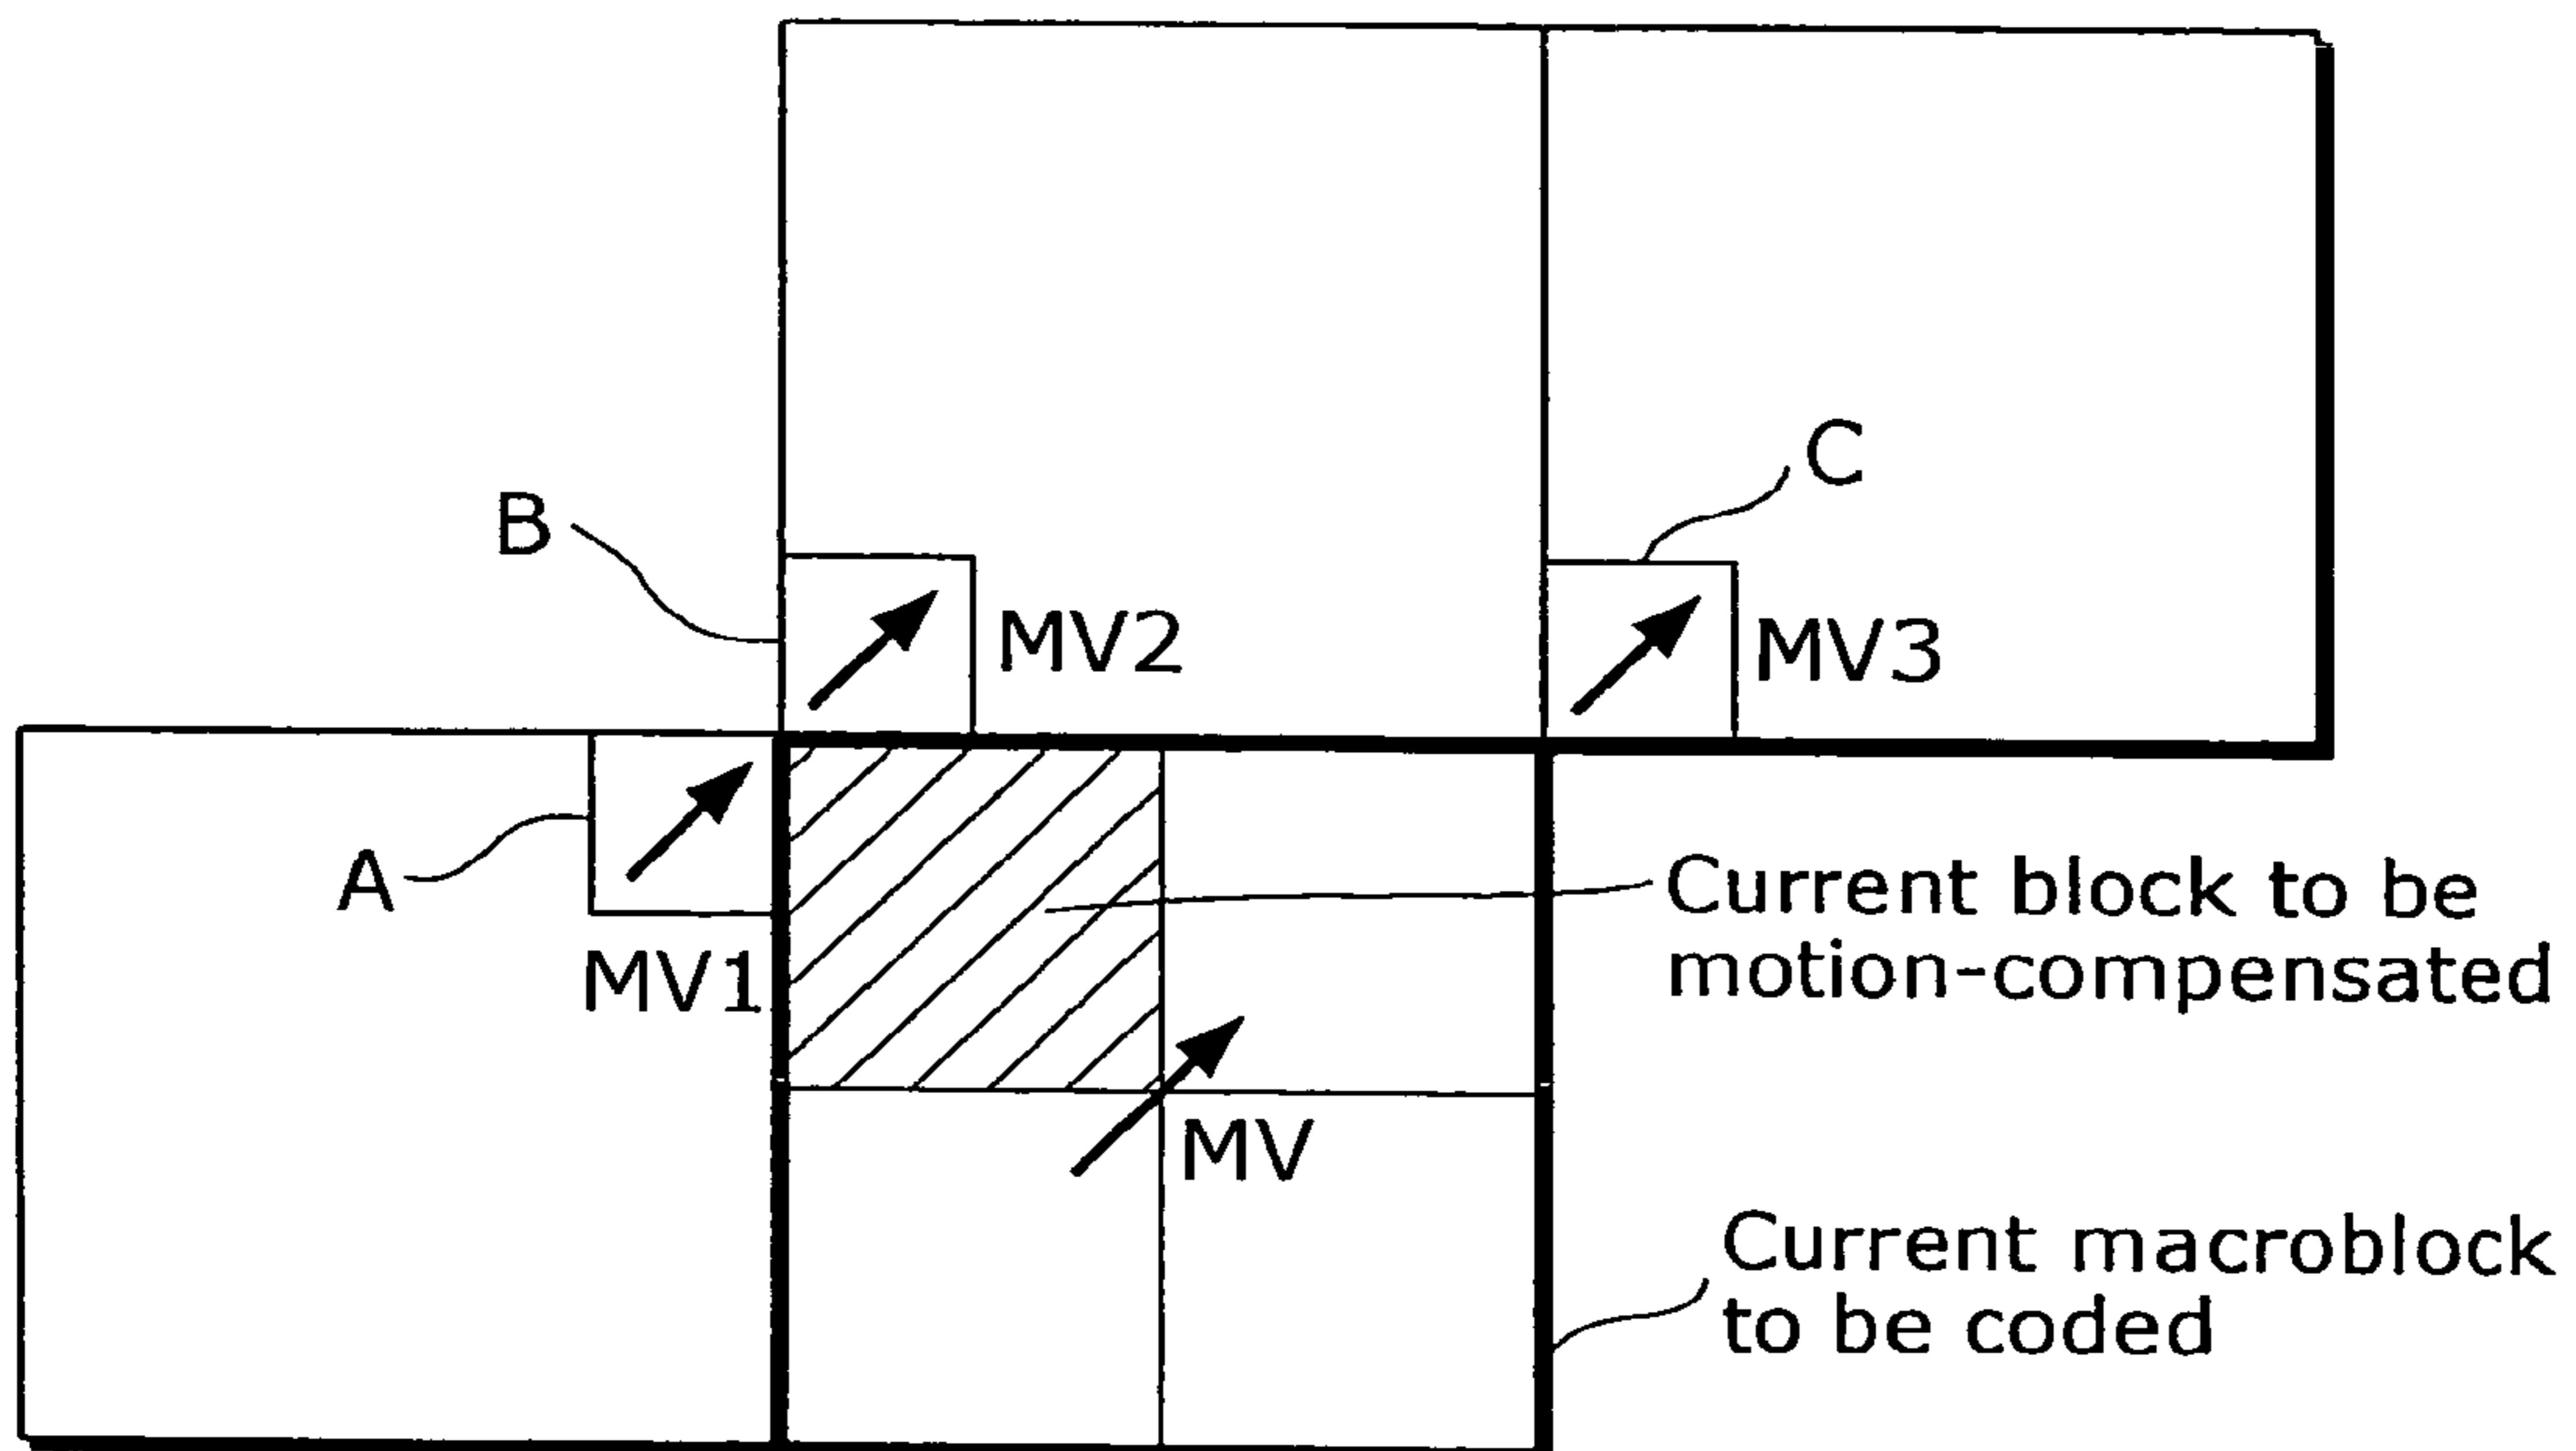 C
B
MV2
MV3
A
MV1
Current block to be
motion-compensated
MV
Current macroblock
to be coded